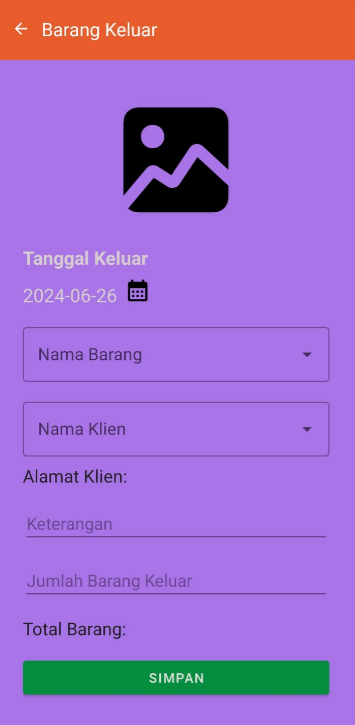 Barang Keluar
Tanggal Keluar
2024-06-26
Nama Barang
Nama Klien
Alamat Klien:
Keterangan
Jumlah Barang Keluar
Total Barang:
SIMPAN